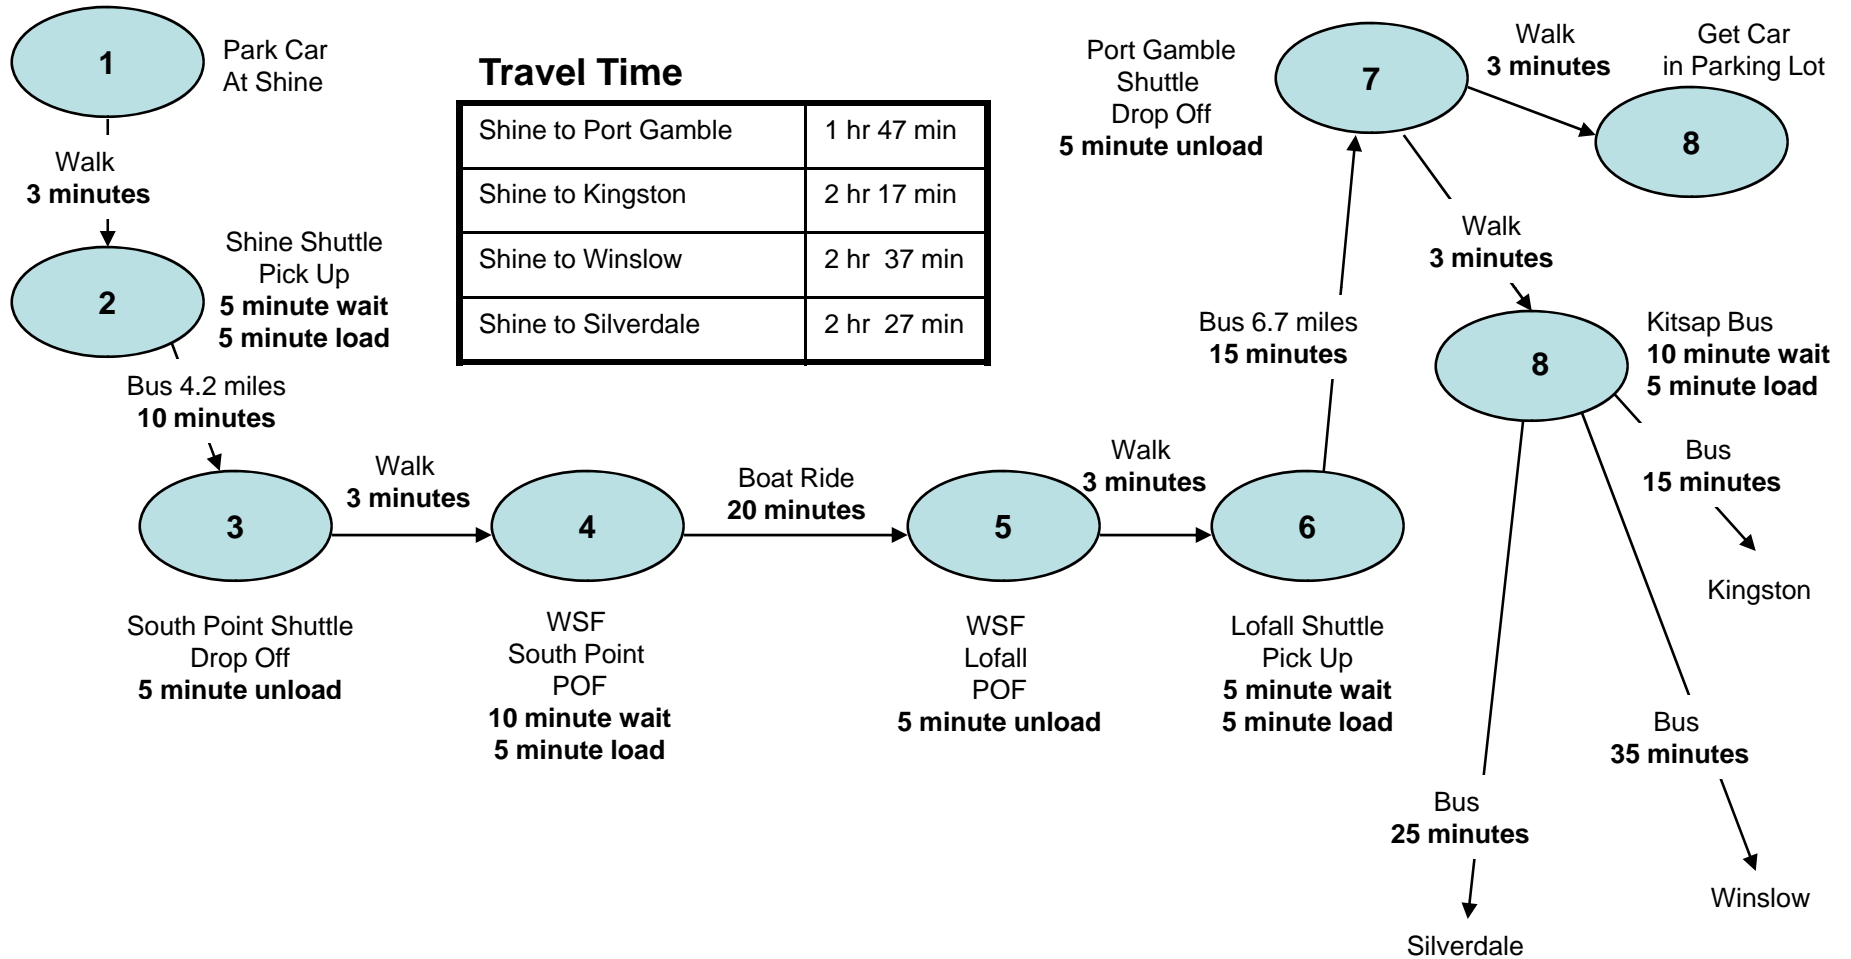 1
Park Car
At Shine
Walk
3 minutes
2
Shine Shuttle
Pick Up
5 minute wait
5 minute load
Bus 4.2 miles
10 minutes
3
South Point Shuttle
Drop Off
5 minute unload
Walk
3 minutes
4
WSF
South Point
POF
10 minute wait
5 minute load
Boat Ride
20 minutes
5
WSF
Lofall
POF
5 minute unload
Walk
3 minutes
6
Lofall Shuttle
Pick Up
5 minute wait
5 minute load
Bus 6.7 miles
15 minutes
7
Port Gamble
Shuttle
Drop Off
5 minute unload
Walk
3 minutes
Get Car
in Parking Lot
8
Walk
3 minutes
8
Kitsap Bus
10 minute wait
5 minute load
Bus
15 minutes
Kingston
Bus
35 minutes
Winslow
Bus
25 minutes
Silverdale
Travel Time
Shine to Port Gamble 1 hr 47 min
Shine to Kingston 2 hr 17 min
Shine to Winslow 2 hr 37 min
Shine to Silverdale 2 hr 27 min